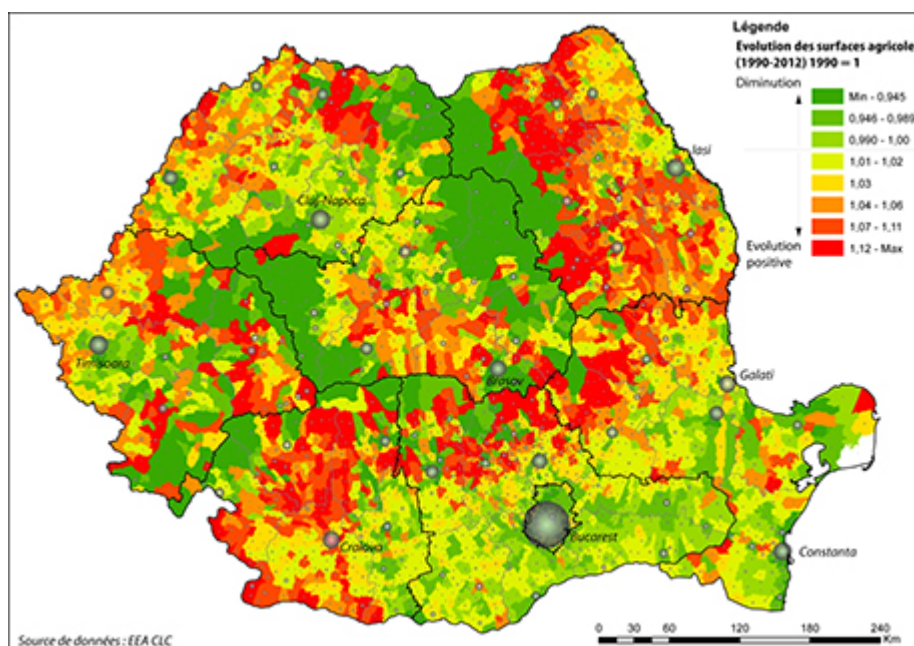 Légende
Evolution des surfaces agricole
(1990-2012) 1990 = 1
Diminution
Min - 0,945
0,946 - 0,989
0,990 - 1,00
1,01 - 1,02
1,03
1,04 - 1,06
1,07 - 1,11
1,12 - Max
Evolution
positive
Iasi
Cluj-Napoca
Timisoara
Brasov
Galati
Craiova
Bucarest
Constanta
0 30 60 120 180 240
Km
Source de données : EEA CLC